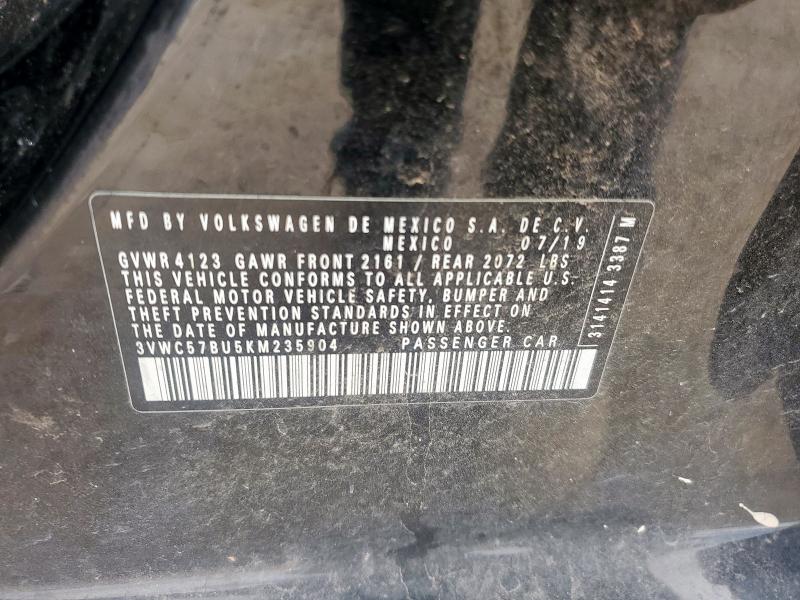 MFD BY VOLKSWAGEN DE MEXICO S.A. DE C.V.
MEXICO 07/19
GVWR 4123 GAWR FRONT 2161 / REAR 2072 LBS
THIS VEHICLE CONFORMS TO ALL APPLICABLE U.S.
FEDERAL MOTOR VEHICLE SAFETY, BUMPER AND
THEFT PREVENTION STANDARDS IN EFFECT ON
THE DATE OF MANUFACTURE SHOWN ABOVE.
3VWC57BU5KM235904 PASSENGER CAR
3141414 3387 M